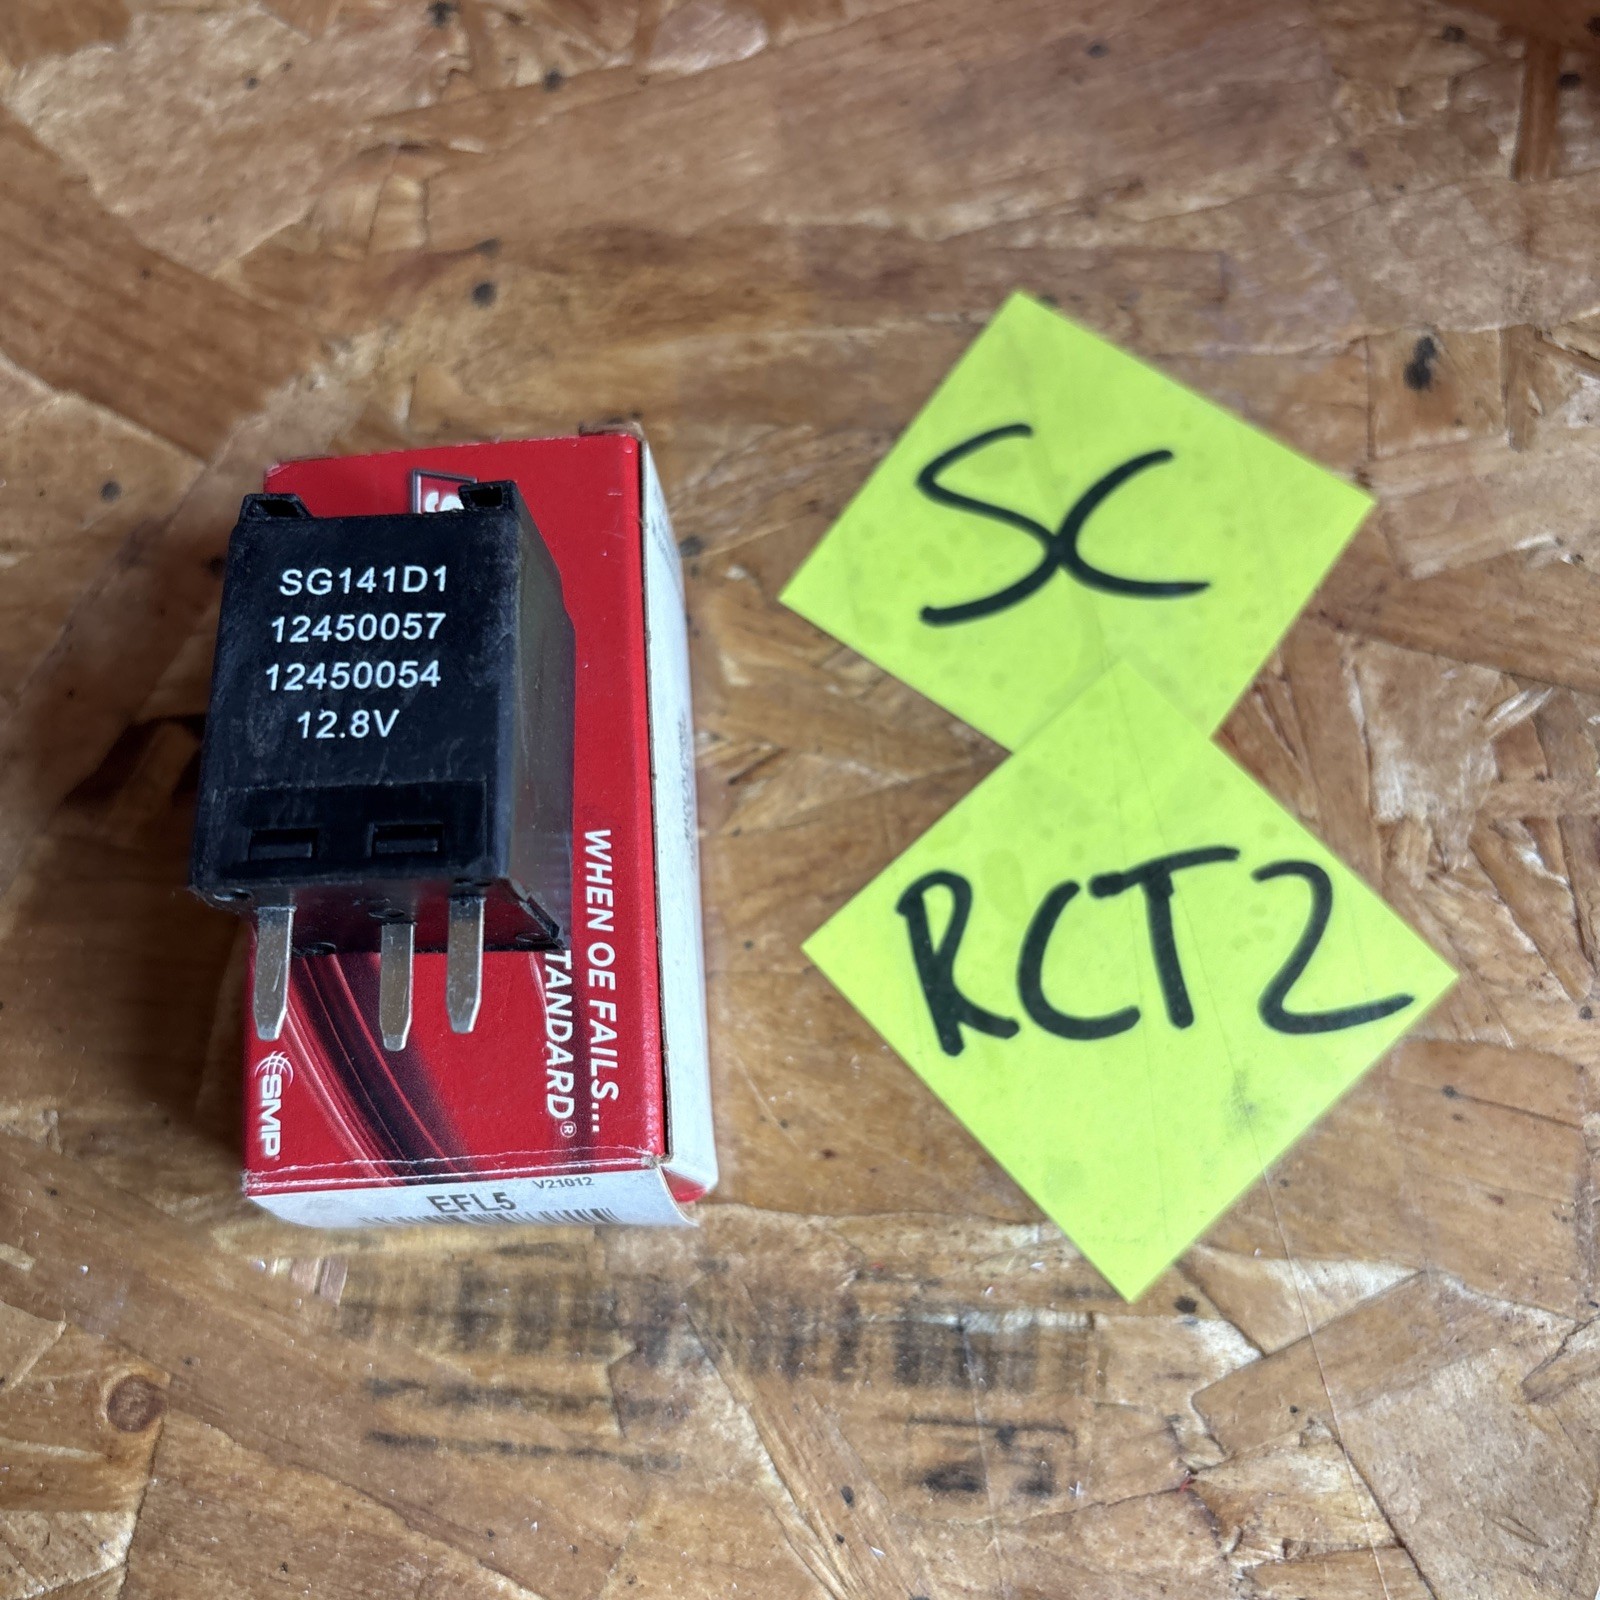 SG141D1
12450057
12450054
12.8V
WHEN OE FAILS...
TANDARD®
SMP
EFL5
V21012
SC
RCT2